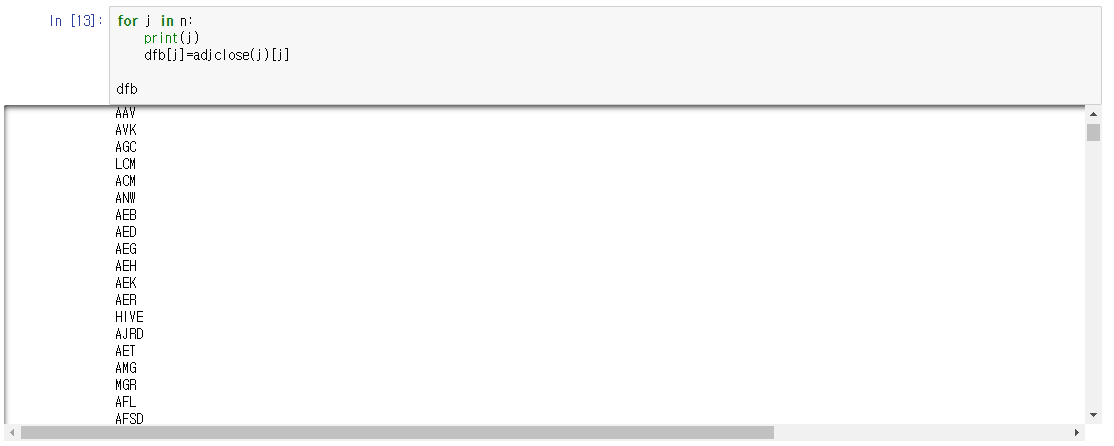 In [13]:
for j in n:
    print(j)
    dfb[j]=adjclose(j)[j]
dfb
AAV
AVK
AGC
LCM
ACM
ANW
AEB
AED
AEG
AEH
AEK
AER
HIVE
AJRD
AET
AMG
MGR
AFL
AFSD